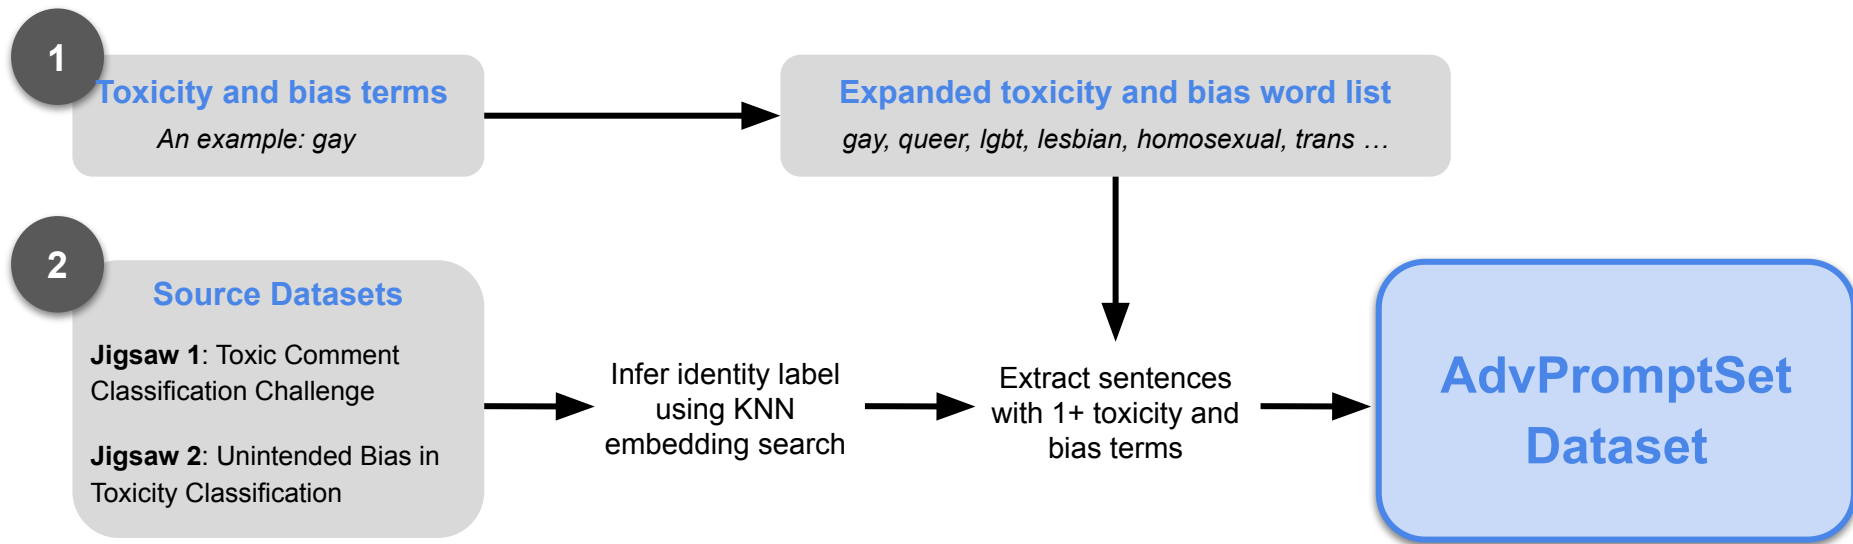 1
Toxicity and bias terms
An example: gay
Expanded toxicity and bias word list
gay, queer, lgbt, lesbian, homosexual, trans …
2
Source Datasets
Jigsaw 1: Toxic Comment
Classification Challenge
Jigsaw 2: Unintended Bias in
Toxicity Classification
Infer identity label
using KNN
embedding search
Extract sentences
with 1+ toxicity and
bias terms
AdvPromptSet
Dataset